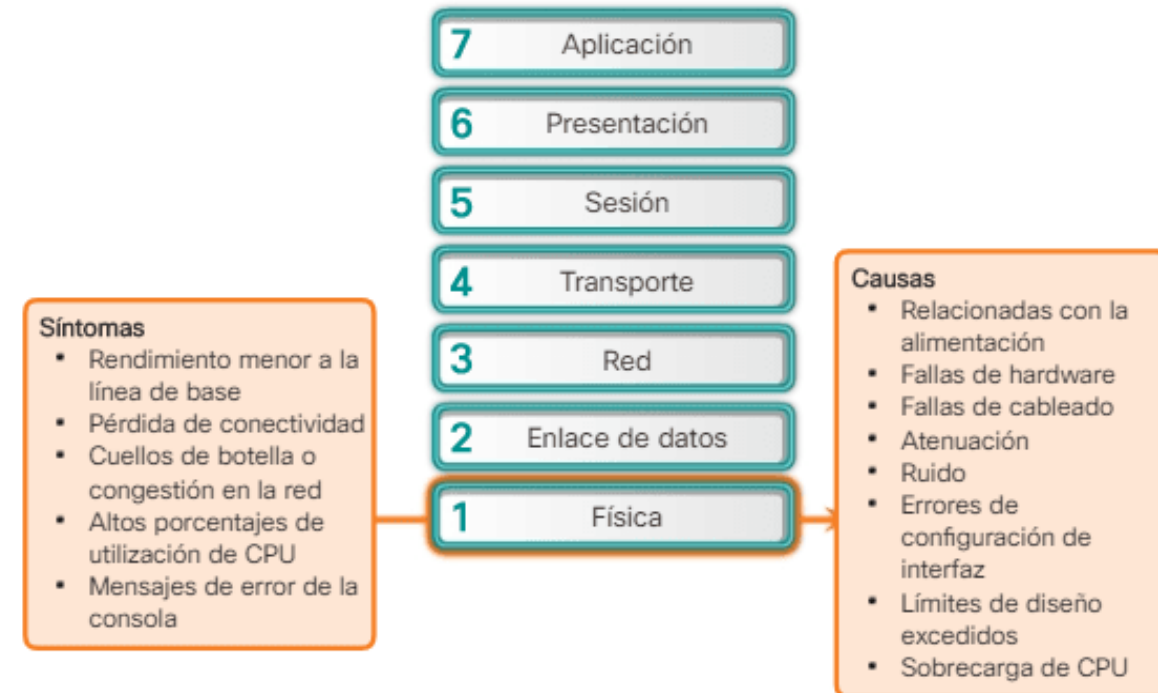 7 Aplicación
6 Presentación
5 Sesión
4 Transporte
3 Red
2 Enlace de datos
1 Física
Síntomas
▪ Rendimiento menor a la
línea de base
▪ Pérdida de conectividad
▪ Cuellos de botella o
congestión en la red
▪ Altos porcentajes de
utilización de CPU
▪ Mensajes de error de la
consola
Causas
▪ Relacionadas con la
alimentación
▪ Fallas de hardware
▪ Fallas de cableado
▪ Atenuación
▪ Ruido
▪ Errores de
configuración de
interfaz
▪ Límites de diseño
excedidos
▪ Sobrecarga de CPU